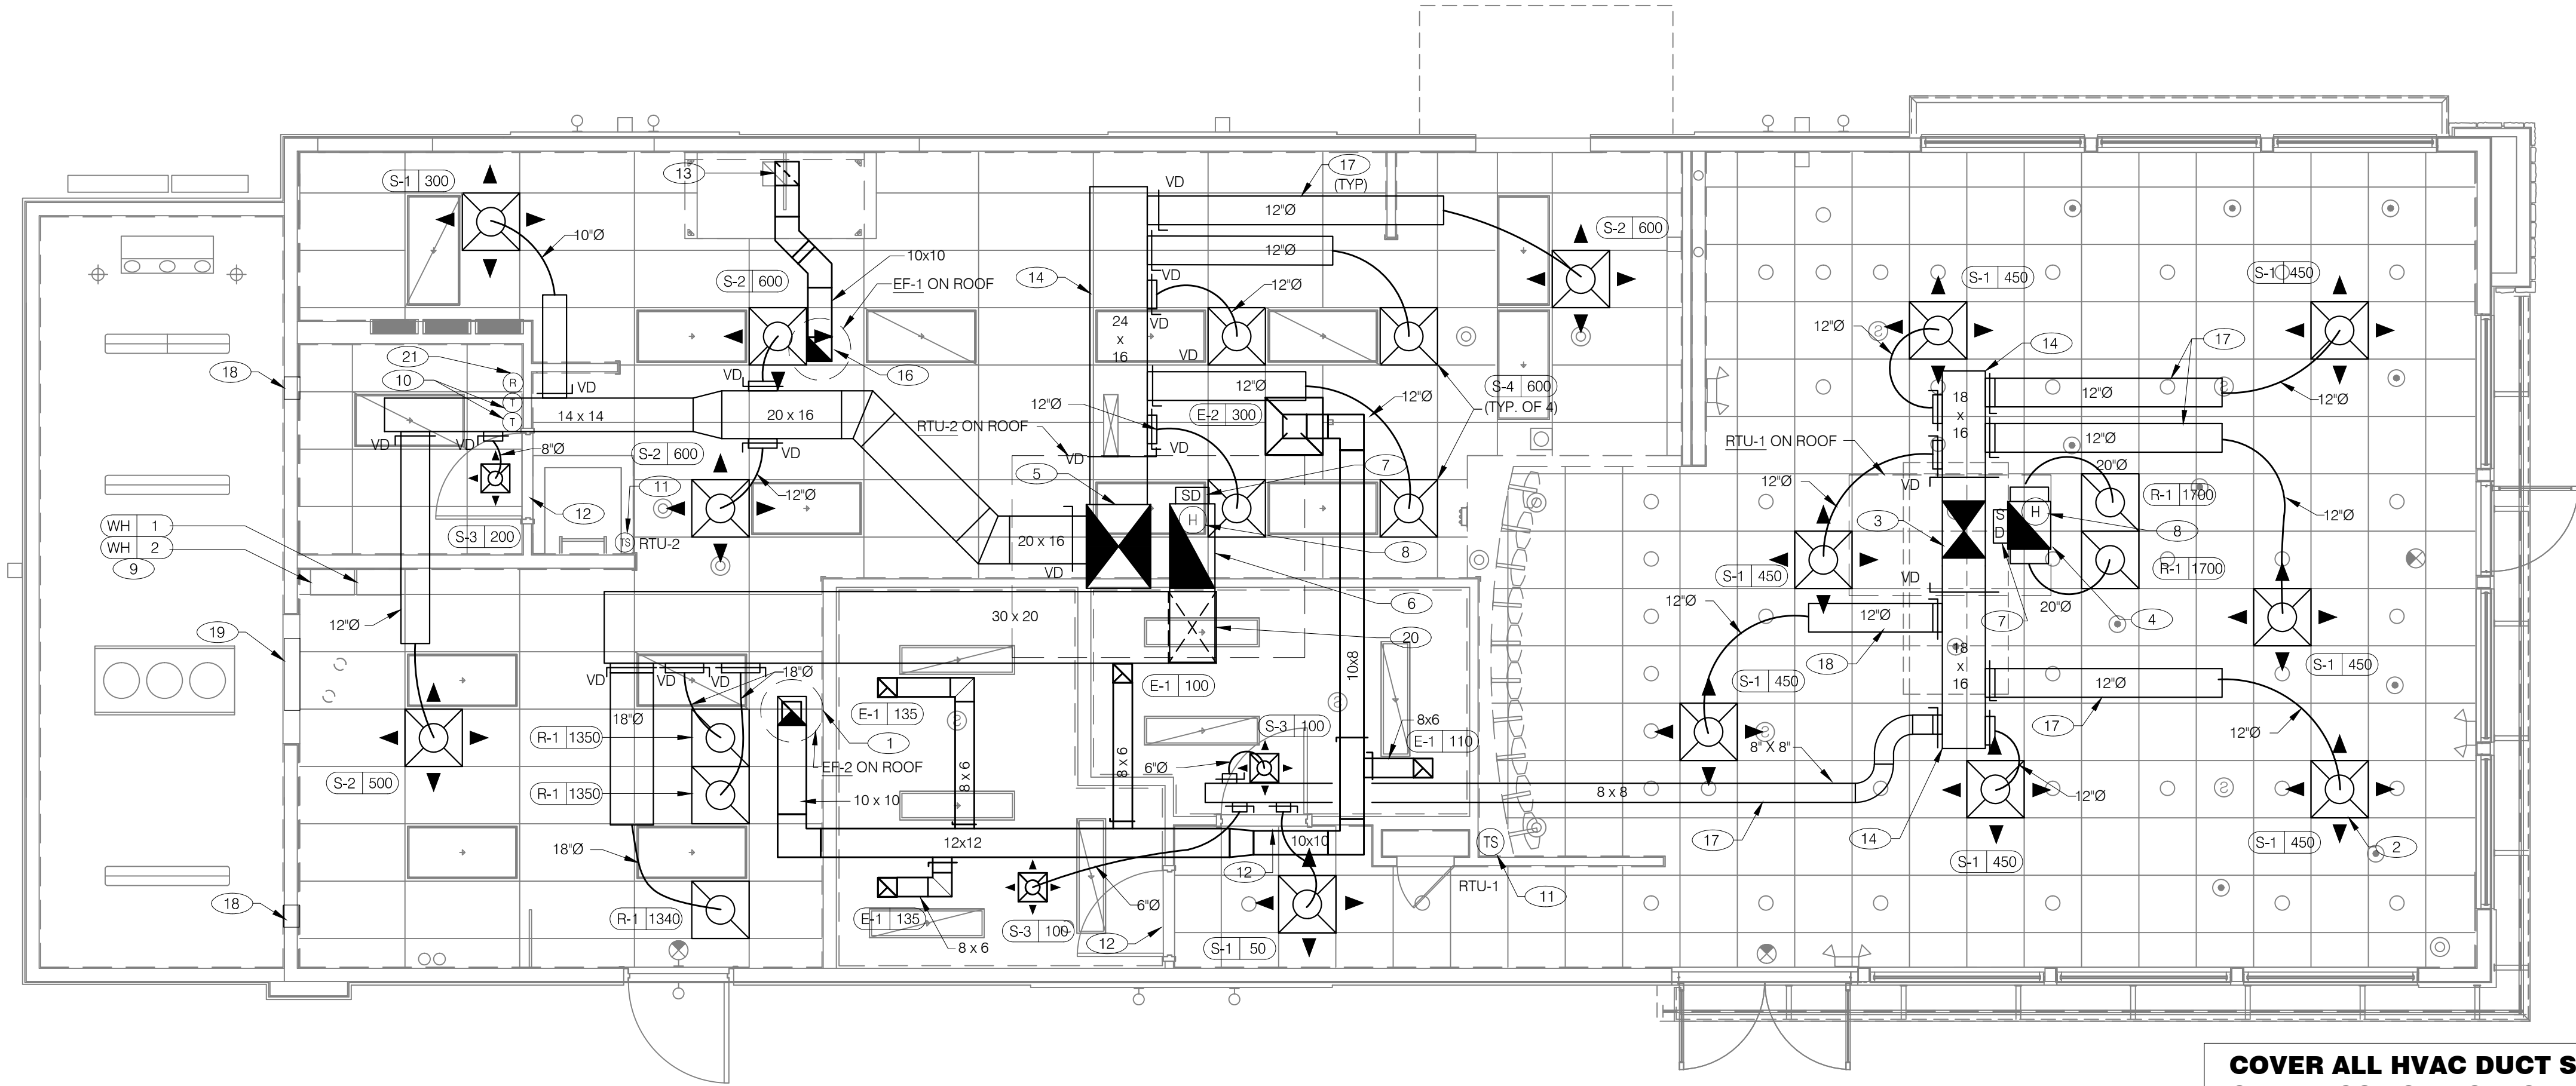 S-1 300
10"Ø
13
VD
17
(TYP)
12"Ø
12"Ø
S-2 600
10x10
EF-1 ON ROOF
S-2 600
14
VD
12"Ø
24
x
16
VD
VD
S-1 450
S-1 450
12"Ø
14
17
18
21
R
10
T
T
VD
VD
16
12"Ø
12"Ø
S-4 600
(TYP. OF 4)
12"Ø
E-2 300
12"Ø
18
x
16
12"Ø
12"Ø
14 x 14
20 x 16
VD
VD
8"Ø
S-2 600
VD
RTU-2 ON ROOF
VD
VD
RTU-1 ON ROOF
12"Ø
20"Ø
5
7
SD
H
11
12"Ø
VD
12"Ø
R-1 1700
12
WH 1
WH 2
9
S-3 200
TS
RTU-2
20 x 16
VD
8
3
S
D
H
8
12"Ø
S-1 450
VD
R-1 1700
12"Ø
6
12"Ø
12"Ø
20"Ø
7
4
12"Ø
30 x 20
X
20
19
18
18
x
16
S-1 450
VD
VD
VD
18"Ø
E-1 100
10x8
S-1 450
12"Ø
18"Ø
E-1 135
R-1 1350
1
S-3 100
8x6
E-1 110
17
12"Ø
8" X 8"
S-2 500
EF-2 ON ROOF
8 x 6
8 x 6
6"Ø
R-1 1350
10 x 10
8 x 8
12"Ø
12x12
10x10
17
14
S-1 450
2
18"Ø
TS
S-1 450
12
RTU-1
11
18
R-1 1340
E-1 135
6"Ø
S-3 100
12
8 x 6
S-1 50
COVER ALL HVAC DUCT S